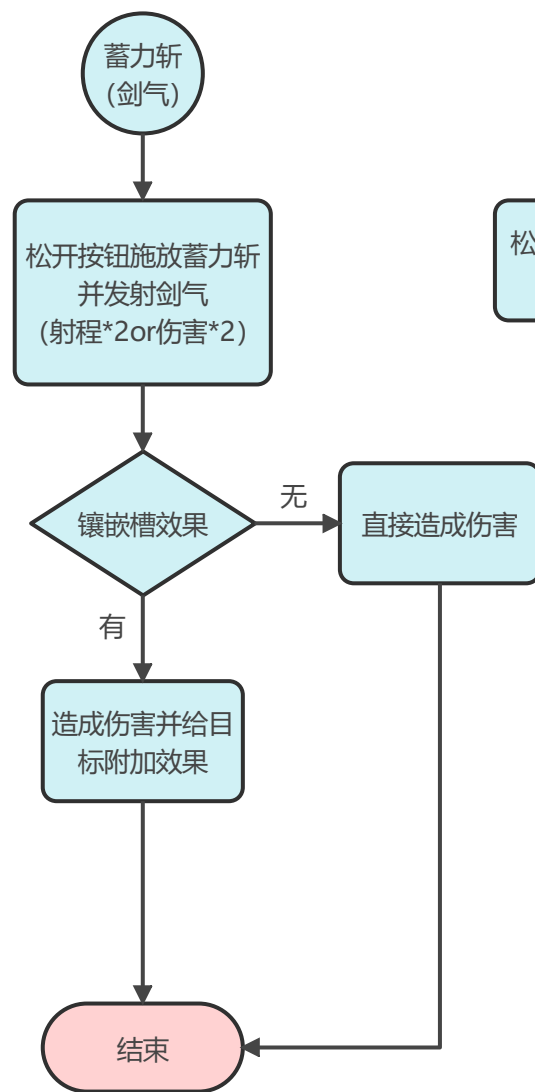 蓄力斩
（剑气）
松开按钮施放蓄力斩
并发射剑气
（射程*2or伤害*2）
松
镶嵌槽效果
无
直接造成伤害
有
造成伤害并给目
标附加效果
结束